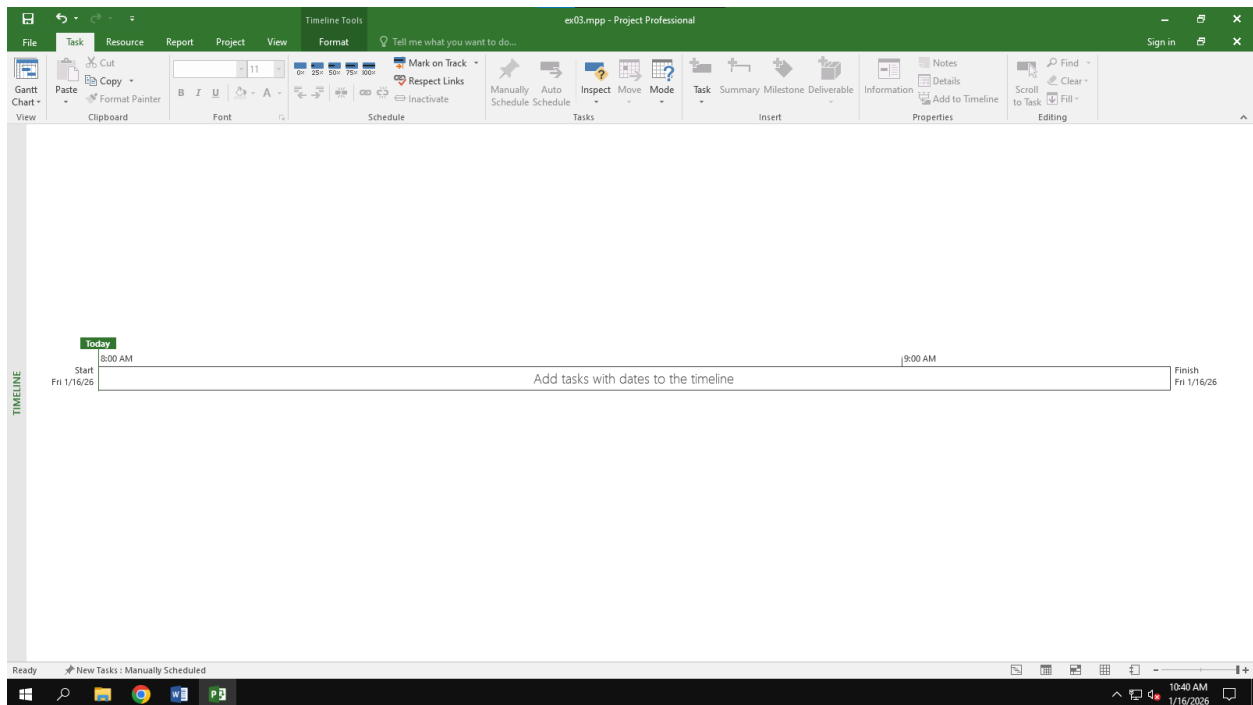 Timeline Tools
ex03.mpp - Project Professional
File Task Resource Report Project View Format Tell me what you want to do... Sign in
Gantt Chart
View
Paste
Cut
Copy
Format Painter
Clipboard
11
B I U A
Font
0× 25× 50× 75× 100×
Mark on Track
Respect Links
Inactivate
Schedule
Manually Schedule
Auto Schedule
Inspect
Move
Mode
Tasks
Task
Summary
Milestone
Deliverable
Insert
Information
Notes
Details
Add to Timeline
Properties
Scroll to Task
Find
Clear
Fill
Editing
Today
8:00 AM 9:00 AM
Start
Fri 1/16/26
Add tasks with dates to the timeline
Finish
Fri 1/16/26
TIMELINE
Ready New Tasks : Manually Scheduled
10:40 AM
1/16/2026